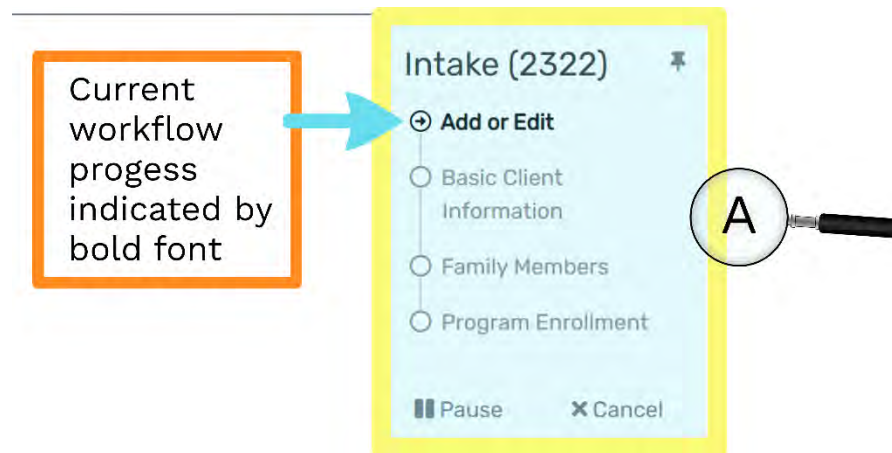 Current
workflow
progess
indicated by
bold font
Intake (2322)
Add or Edit
Basic Client
Information
Family Members
Program Enrollment
Pause
Cancel
A